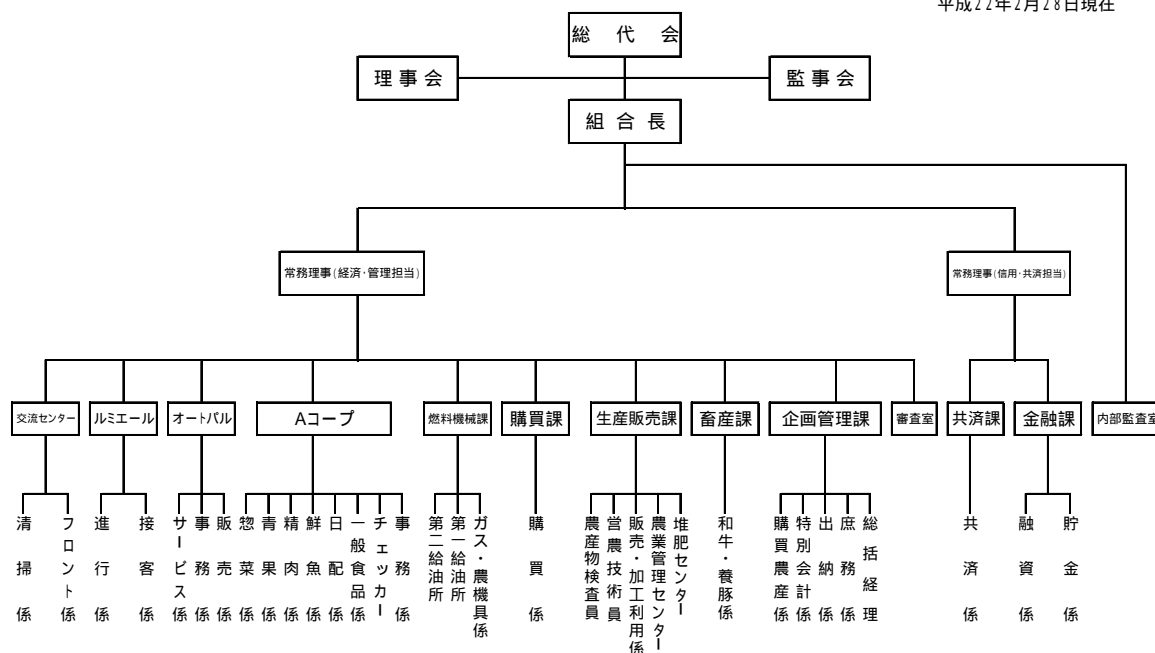 平成22年2月28日現在
総代会
理事会
監事会
組合長
常務理事(経済・管理担当)
常務理事(信用・共済担当)
交流センター
ルミエール
オートパル
Aコープ
燃料機械課
購買課
生産販売課
畜産課
企画管理課
審査室
共済課
金融課
内部監査室
清掃係
フロント係
進行係
接客係
サービス係
事務係
販売係
惣菜係
青果係
精肉係
鮮魚係
日配係
一般食品係
チェッカー
事務係
第二給油所
第一給油所
ガス・農機具係
購買係
農産物検査員
営農技術員
販売・加工利用係
農業管理センター
堆肥センター
和牛・養豚係
購買農産係
特別会計係
出納係
庶務係
総括経理
共済係
融資係
貯金係